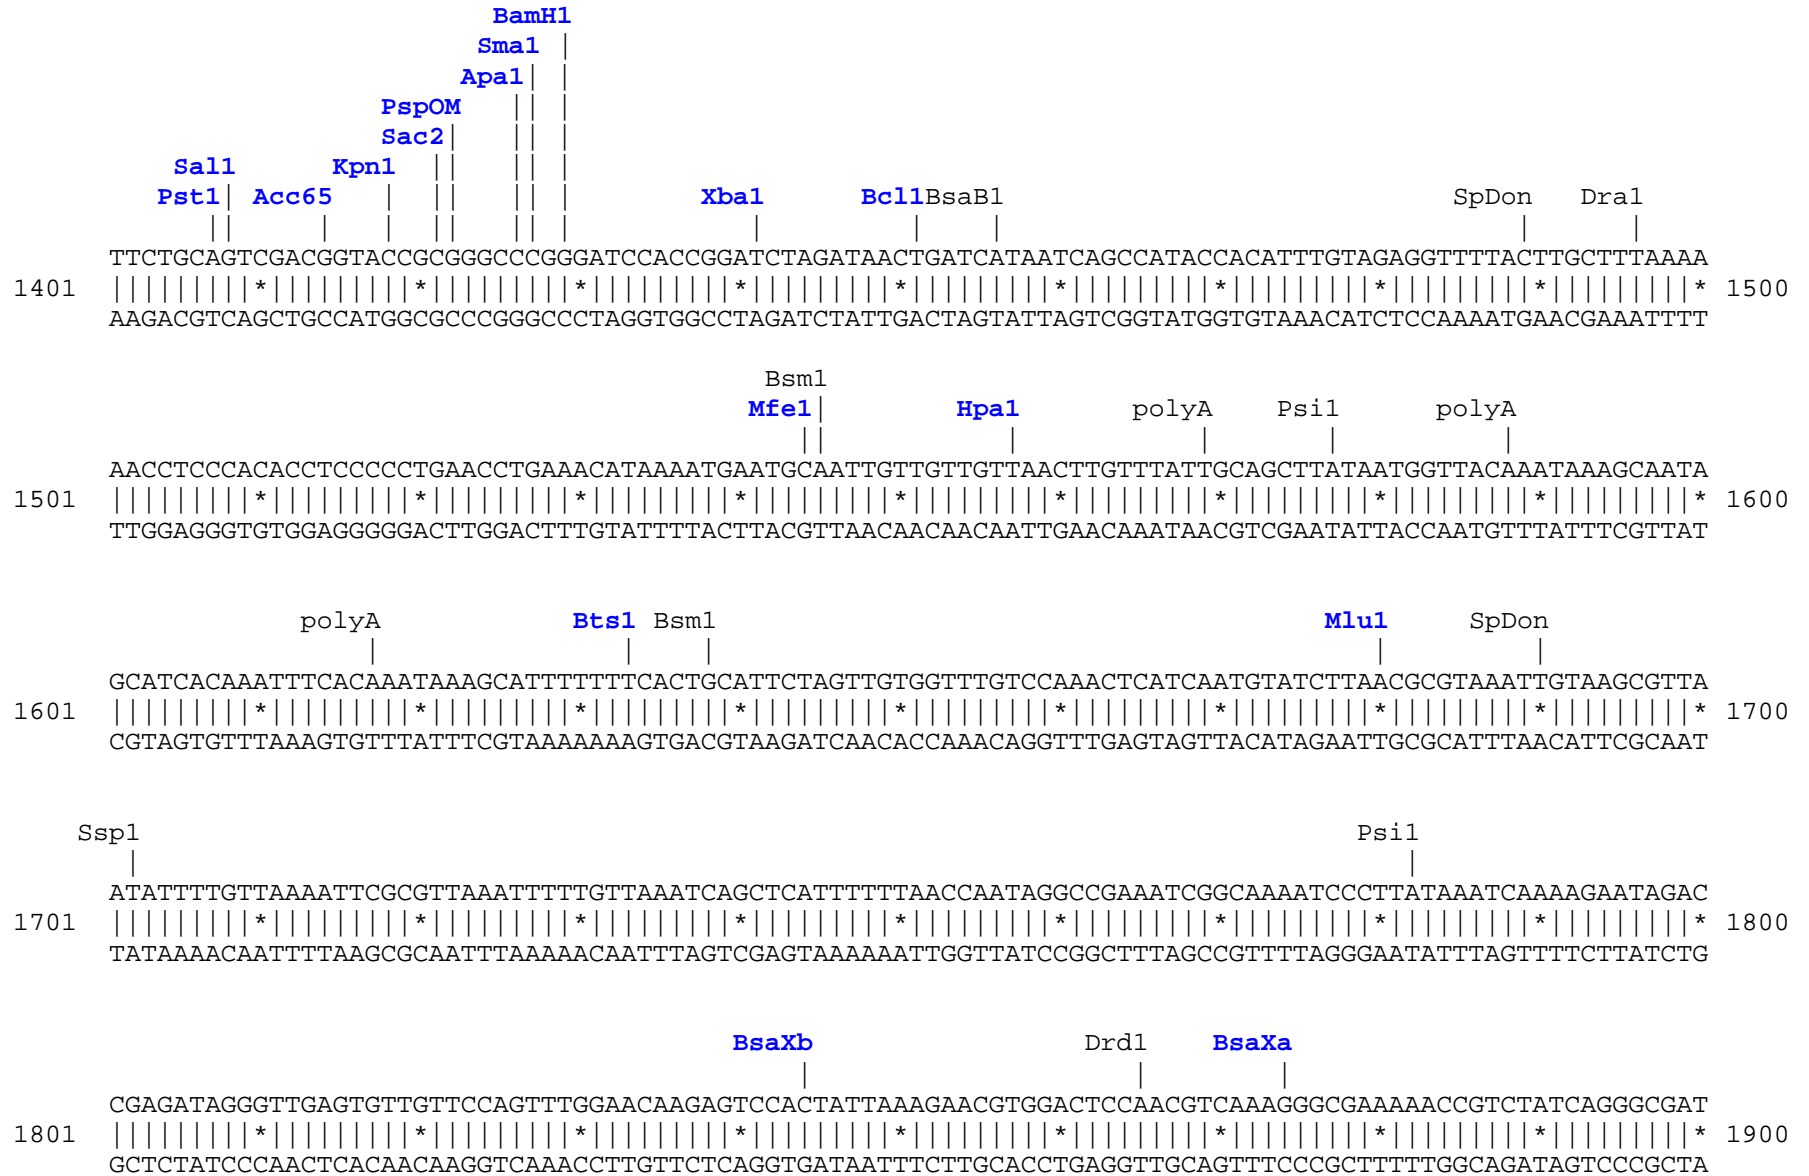 BamH1
Sma1 |
Apa1| |
PspOM || |
Sac2| || |
Sal1 Kpn1 || || |
Pst1| Acc65 | || || | Xba1 Bcl1BsaB1 SpDon Dra1
|| | | || || | | | | | |
TTCTGCAGTCGACGGTACCGCGGGCCCGGGATCCACCGGATCTAGATAACTGATCATAATCAGCCATACCACATTTGTAGAGGTTTTACTTGCTTTAAAA
1401 |||||||||*|||||||||*|||||||||*|||||||||*|||||||||*|||||||||*|||||||||*|||||||||*|||||||||*|||||||||* 1500
AAGACGTCAGCTGCCATGGCGCCCGGGCCCTAGGTGGCCTAGATCTATTGACTAGTATTAGTCGGTATGGTGTAAACATCTCCAAAATGAACGAAATTTT
Bsm1
Mfe1| Hpa1 polyA Psi1 polyA
|| | | | |
AACCTCCCACACCTCCCCCTGAACCTGAAACATAAAATGAATGCAATTGTTGTTGTTAACTTGTTTATTGCAGCTTATAATGGTTACAAATAAAGCAATA
1501 |||||||||*|||||||||*|||||||||*|||||||||*|||||||||*|||||||||*|||||||||*|||||||||*|||||||||*|||||||||* 1600
TTGGAGGGTGTGGAGGGGGACTTGGACTTTGTATTTTACTTACGTTAACAACAACAATTGAACAAATAACGTCGAATATTACCAATGTTTATTTCGTTAT
polyA Bts1 Bsm1 Mlu1 SpDon
| | | | |
GCATCACAAATTTCACAAATAAAGCATTTTTTTCACTGCATTCTAGTTGTGGTTTGTCCAAACTCATCAATGTATCTTAACGCGTAAATTGTAAGCGTTA
1601 |||||||||*|||||||||*|||||||||*|||||||||*|||||||||*|||||||||*|||||||||*|||||||||*|||||||||*|||||||||* 1700
CGTAGTGTTTAAAGTGTTTATTTCGTAAAAAAAGTGACGTAAGATCAACACCAAACAGGTTTGAGTAGTTACATAGAATTGCGCATTTAACATTCGCAAT
Ssp1 Psi1
| |
ATATTTTGTTAAAATTCGCGTTAAATTTTTGTTAAATCAGCTCATTTTTTAACCAATAGGCCGAAATCGGCAAAATCCCTTATAAATCAAAAGAATAGAC
1701 |||||||||*|||||||||*|||||||||*|||||||||*|||||||||*|||||||||*|||||||||*|||||||||*|||||||||*|||||||||* 1800
TATAAAACAATTTTAAGCGCAATTTAAAAACAATTTAGTCGAGTAAAAAATTGGTTATCCGGCTTTAGCCGTTTTAGGGAATATTTAGTTTTCTTATCTG
BsaXb Drd1 BsaXa
| | |
CGAGATAGGGTTGAGTGTTGTTCCAGTTTGGAACAAGAGTCCACTATTAAAGAACGTGGACTCCAACGTCAAAGGGCGAAAAACCGTCTATCAGGGCGAT
1801 |||||||||*|||||||||*|||||||||*|||||||||*|||||||||*|||||||||*|||||||||*|||||||||*|||||||||*|||||||||* 1900
GCTCTATCCCAACTCACAACAAGGTCAAACCTTGTTCTCAGGTGATAATTTCTTGCACCTGAGGTTGCAGTTTCCCGCTTTTTGGCAGATAGTCCCGCTA